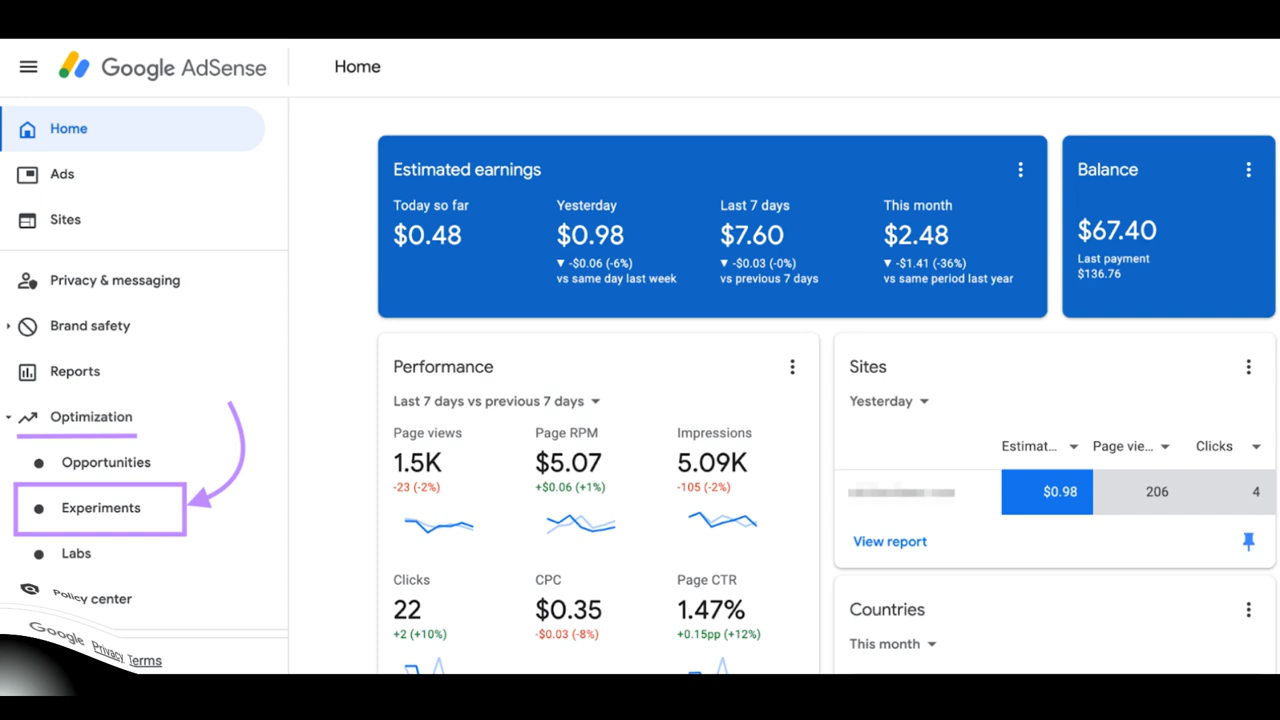 Google AdSense
Home
Home
Ads
Sites
Privacy & messaging
Brand safety
Reports
Optimization
Opportunities
Experiments
Labs
Policy center
Google Privacy Terms
Estimated earnings
Today so far Yesterday Last 7 days This month
$0.48 $0.98 $7.60 $2.48
-$0.06 (-6%) -$0.03 (-0%) -$1.41 (-36%)
vs same day last week vs previous 7 days vs same period last year
Balance
$67.40
Last payment
$136.76
Performance
Last 7 days vs previous 7 days
Page views Page RPM Impressions
1.5K $5.07 5.09K
-23 (-2%) +$0.06 (+1%) -105 (-2%)
Clicks CPC Page CTR
22 $0.35 1.47%
+2 (+10%) -$0.03 (-8%) +0.15pp (+12%)
Sites
Yesterday
Estimat... Page vie... Clicks
$0.98 206 4
View report
Countries
This month